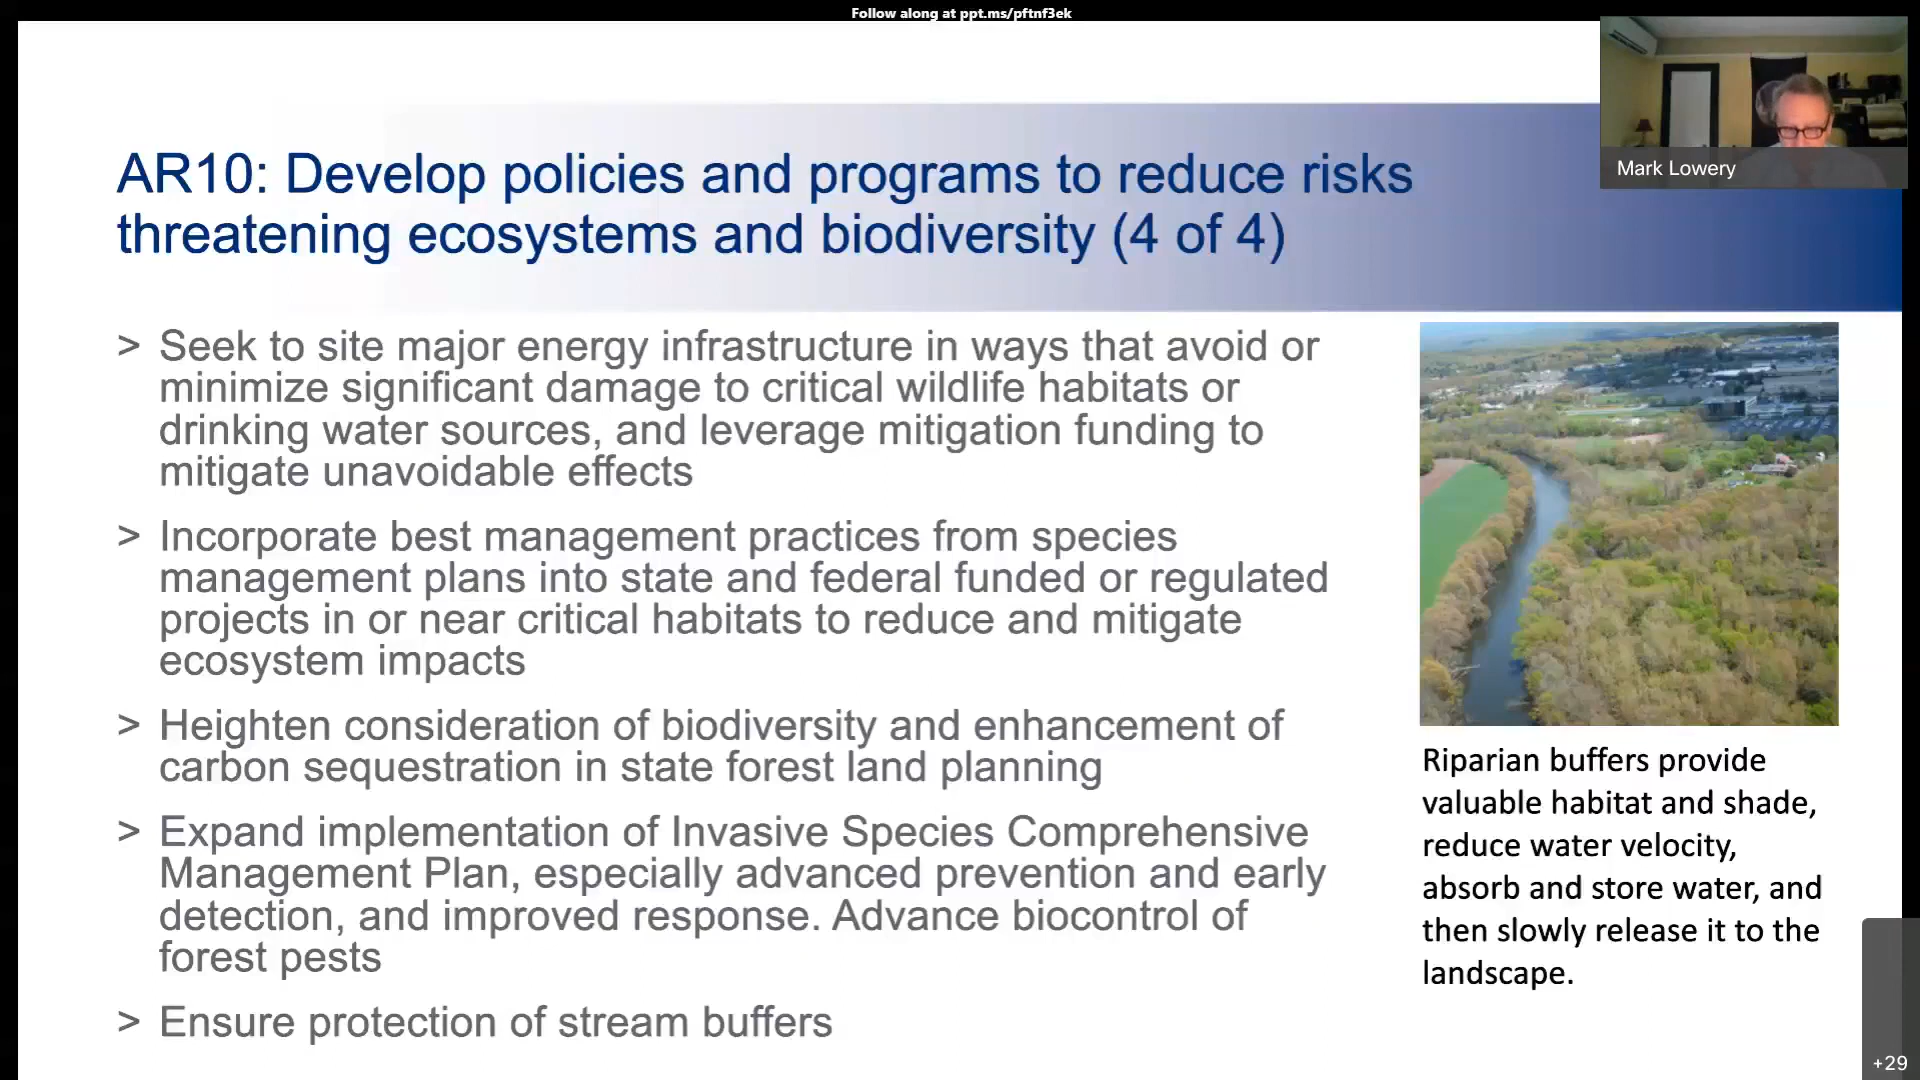 Follow along at ppt.ms/pftnf3ek
Mark Lowery
AR10: Develop policies and programs to reduce risks
threatening ecosystems and biodiversity (4 of 4)
> Seek to site major energy infrastructure in ways that avoid or
minimize significant damage to critical wildlife habitats or
drinking water sources, and leverage mitigation funding to
mitigate unavoidable effects
> Incorporate best management practices from species
management plans into state and federal funded or regulated
projects in or near critical habitats to reduce and mitigate
ecosystem impacts
> Heighten consideration of biodiversity and enhancement of
carbon sequestration in state forest land planning
> Expand implementation of Invasive Species Comprehensive
Management Plan, especially advanced prevention and early
detection, and improved response. Advance biocontrol of
forest pests
> Ensure protection of stream buffers
Riparian buffers provide
valuable habitat and shade,
reduce water velocity,
absorb and store water, and
then slowly release it to the
landscape.
+29